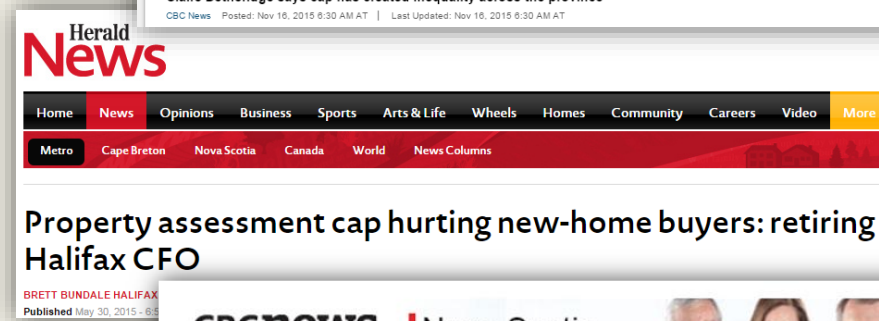 CBC News Posted: Nov 16, 2015 6:30 AM AT | Last Updated: Nov 16, 2015 6:30 AM AT
Herald
News
Home News Opinions Business Sports Arts & Life Wheels Homes Community Careers Video More
Metro Cape Breton Nova Scotia Canada World News Columns
Property assessment cap hurting new-home buyers: retiring
Halifax CFO
BRETT BUNDALE HALIFAX
Published May 30, 2015 -